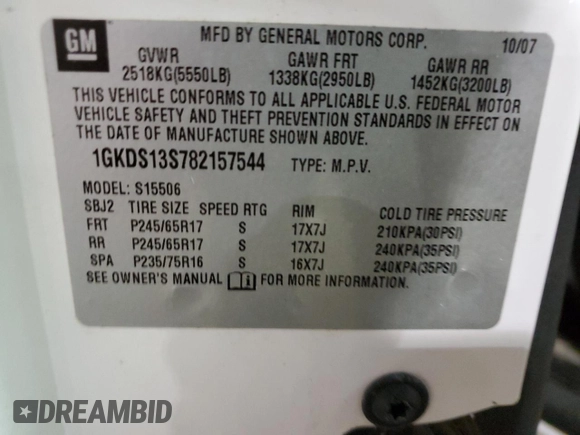 GM
MFD BY GENERAL MOTORS CORP. 10/07
GVWR GAWR FRT GAWR RR
2518KG(5550LB) 1338KG(2950LB) 1452KG(3200LB)
THIS VEHICLE CONFORMS TO ALL APPLICABLE U.S. FEDERAL MOTOR
VEHICLE SAFETY AND THEFT PREVENTION STANDARDS IN EFFECT ON
THE DATE OF MANUFACTURE SHOWN ABOVE.
1GKDS13S782157544 TYPE: M.P.V.
MODEL: S15506
SBJ2 TIRE SIZE SPEED RTG RIM COLD TIRE PRESSURE
FRT P245/65R17 S 17X7J 210KPA(30PSI)
RR P245/65R17 S 17X7J 240KPA(35PSI)
SPA P235/75R16 S 16X7J 240KPA(35PSI)
SEE OWNER'S MANUAL FOR MORE INFORMATION.
DREAMBID